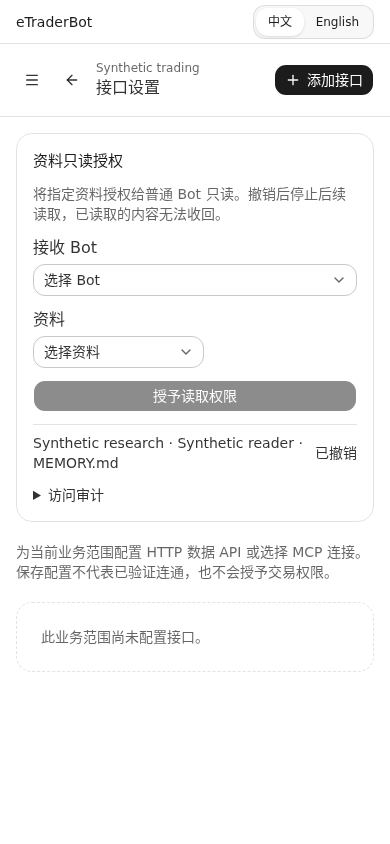 eTraderBot
中文
English
Synthetic trading
接口设置
添加接口
资料只读授权
将指定资料授权给普通 Bot 只读。撤销后停止后续
读取，已读取的内容无法收回。
接收 Bot
选择 Bot
资料
选择资料
授予读取权限
Synthetic research · Synthetic reader ·
MEMORY.md
已撤销
访问审计
为当前业务范围配置 HTTP 数据 API 或选择 MCP 连接。
保存配置不代表已验证连通，也不会授予交易权限。
此业务范围尚未配置接口。